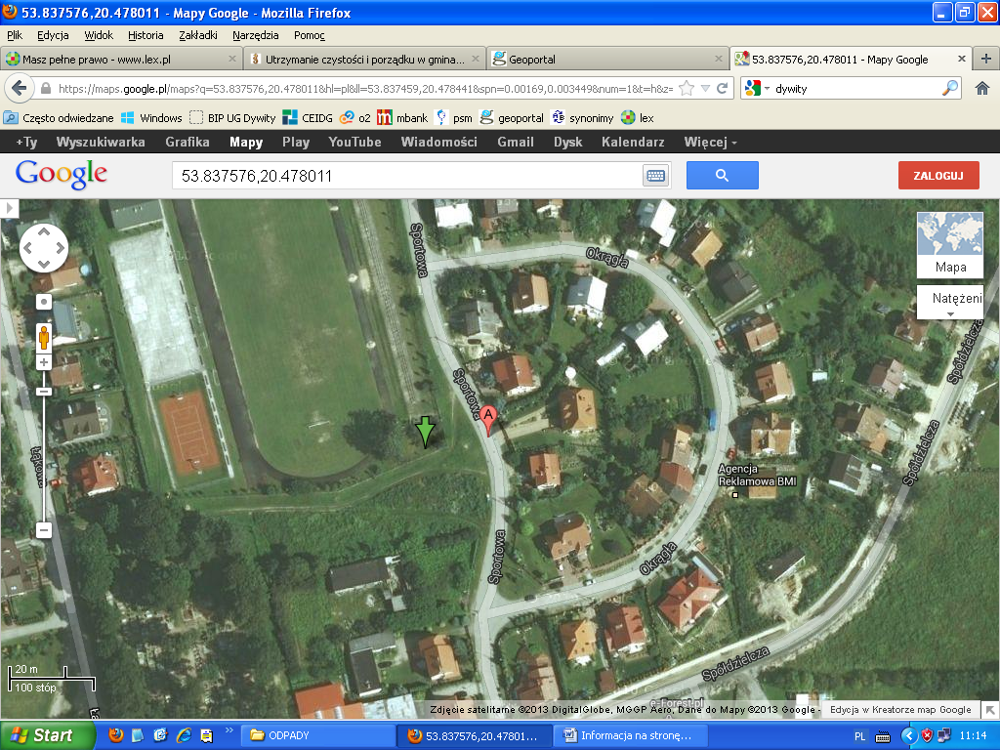 53.837576,20.478011 - Mapy Google - Mozilla Firefox
Plik Edycja Widok Historia Zakładki Narzędzia Pomoc
Masz pełne prawo - www.lex.pl
Utrzymanie czystości i porządku w gmina...
Geoportal
53.837576,20.478011 - Mapy Google
https://maps.google.pl/maps?q=53.837576,20.478011&hl=pl&ll=53.837459,20.478441&spn=0.00169,0.003449&num=1&t=h&z=
dywity
Często odwiedzane Windows BIP UG Dywity CEIDG o2 mbank psm geoportal synonimy lex
+Ty Wyszukiwarka Grafika Mapy Play YouTube Wiadomości Gmail Dysk Kalendarz Więcej
Google
53.837576,20.478011
ZALOGUJ
Mapa
Natężeni
Sportowa
Okrągła
Spółdzielcza
Sportowa
A
Łąkowa
Spółdzielcza
Agencja
Reklamowa BMI
Sportowa
Okrągła
Spółdzielcza
e-Forest.pl
20 m
100 stóp
Zdjęcie satelitarne ©2013 DigitalGlobe, MGGP Aero, Dane do Mapy ©2013 Google -
Edycja w Kreatorze map Google
Start
ODPADY
53.837576,20.47801...
Informacja na stronę...
PL
11:14